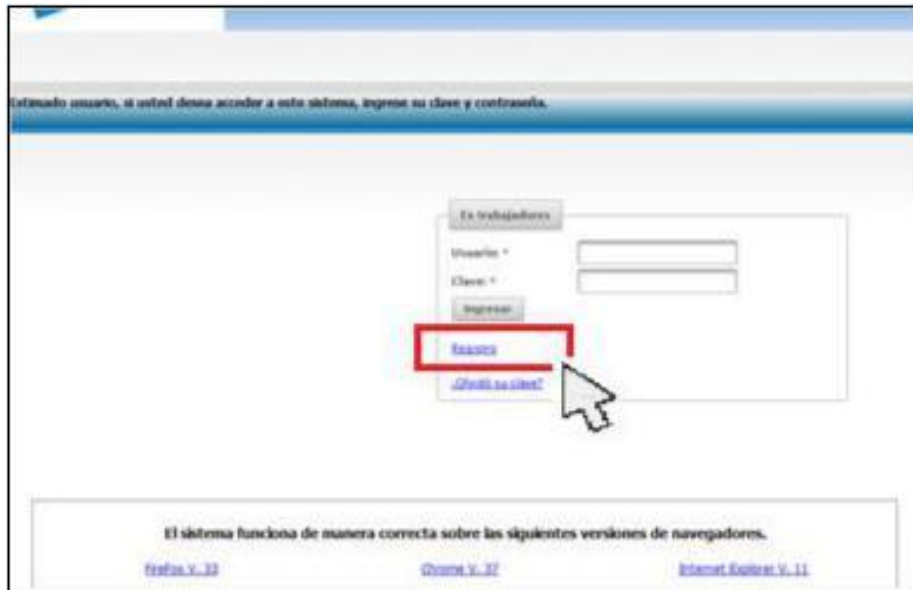 Estimado usuario, si usted desea acceder a este sistema, ingrese su clave y contraseña.
Ex trabajadores
Usuario: *
Clave: *
Ingresar
Registro
¿Olvidó su clave?
El sistema funciona de manera correcta sobre las siguientes versiones de navegadores.
FireFox V. 33
Chrome V. 37
Internet Explorer V. 11